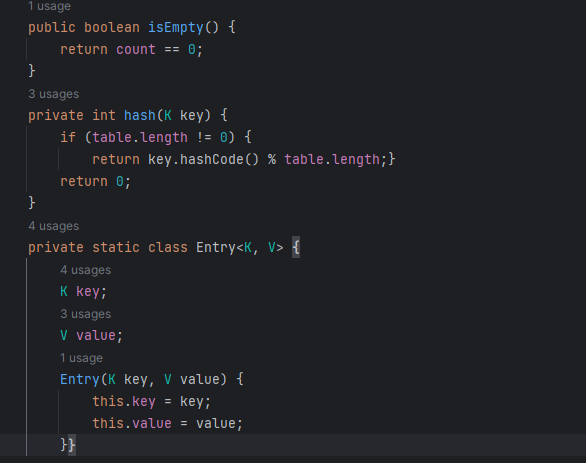 1 usage
public boolean isEmpty() {
return count == 0;
}
3 usages
private int hash(K key) {
if (table.length != 0) {
return key.hashCode() % table.length;}
return 0;
}
4 usages
private static class Entry<K, V> {
4 usages
K key;
3 usages
V value;
1 usage
Entry(K key, V value) {
this.key = key;
this.value = value;
}}